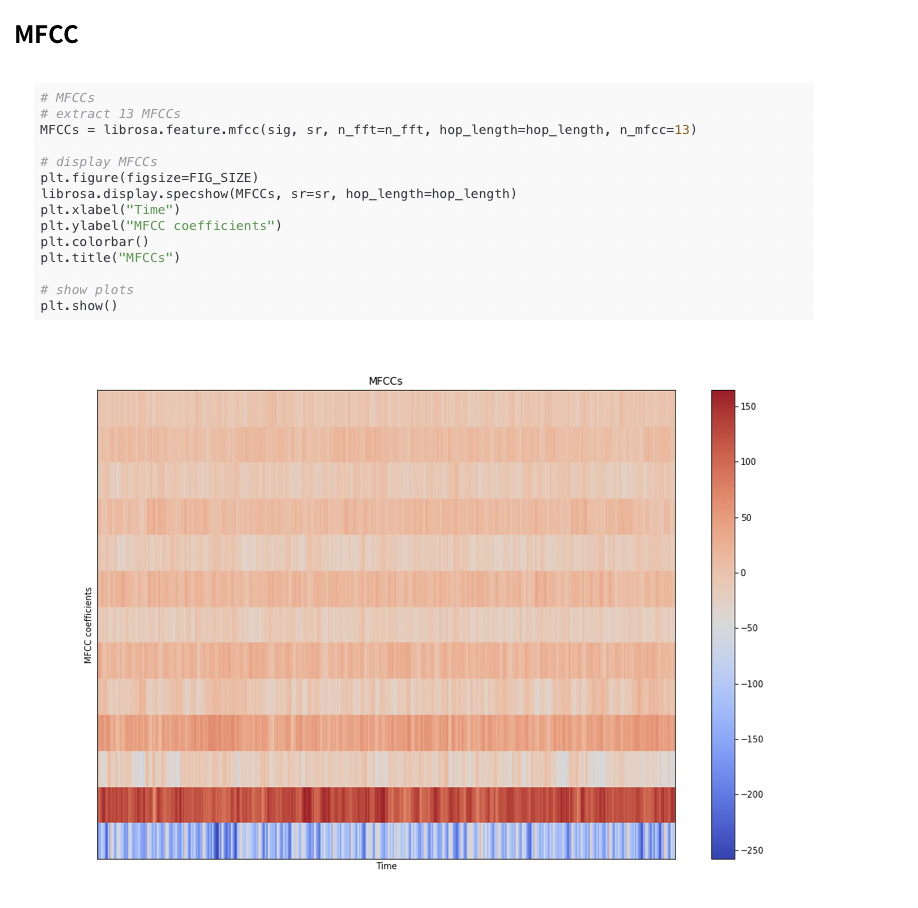 MFCC
# MFCCs
# extract 13 MFCCs
MFCCs = librosa.feature.mfcc(sig, sr, n_fft=n_fft, hop_length=hop_length, n_mfcc=13)
# display MFCCs
plt.figure(figsize=FIG_SIZE)
librosa.display.specshow(MFCCs, sr=sr, hop_length=hop_length)
plt.xlabel("Time")
plt.ylabel("MFCC coefficients")
plt.colorbar()
plt.title("MFCCs")
# show plots
plt.show()
MFCCs
MFCC coefficients
Time
150
100
50
0
−50
−100
−150
−200
−250